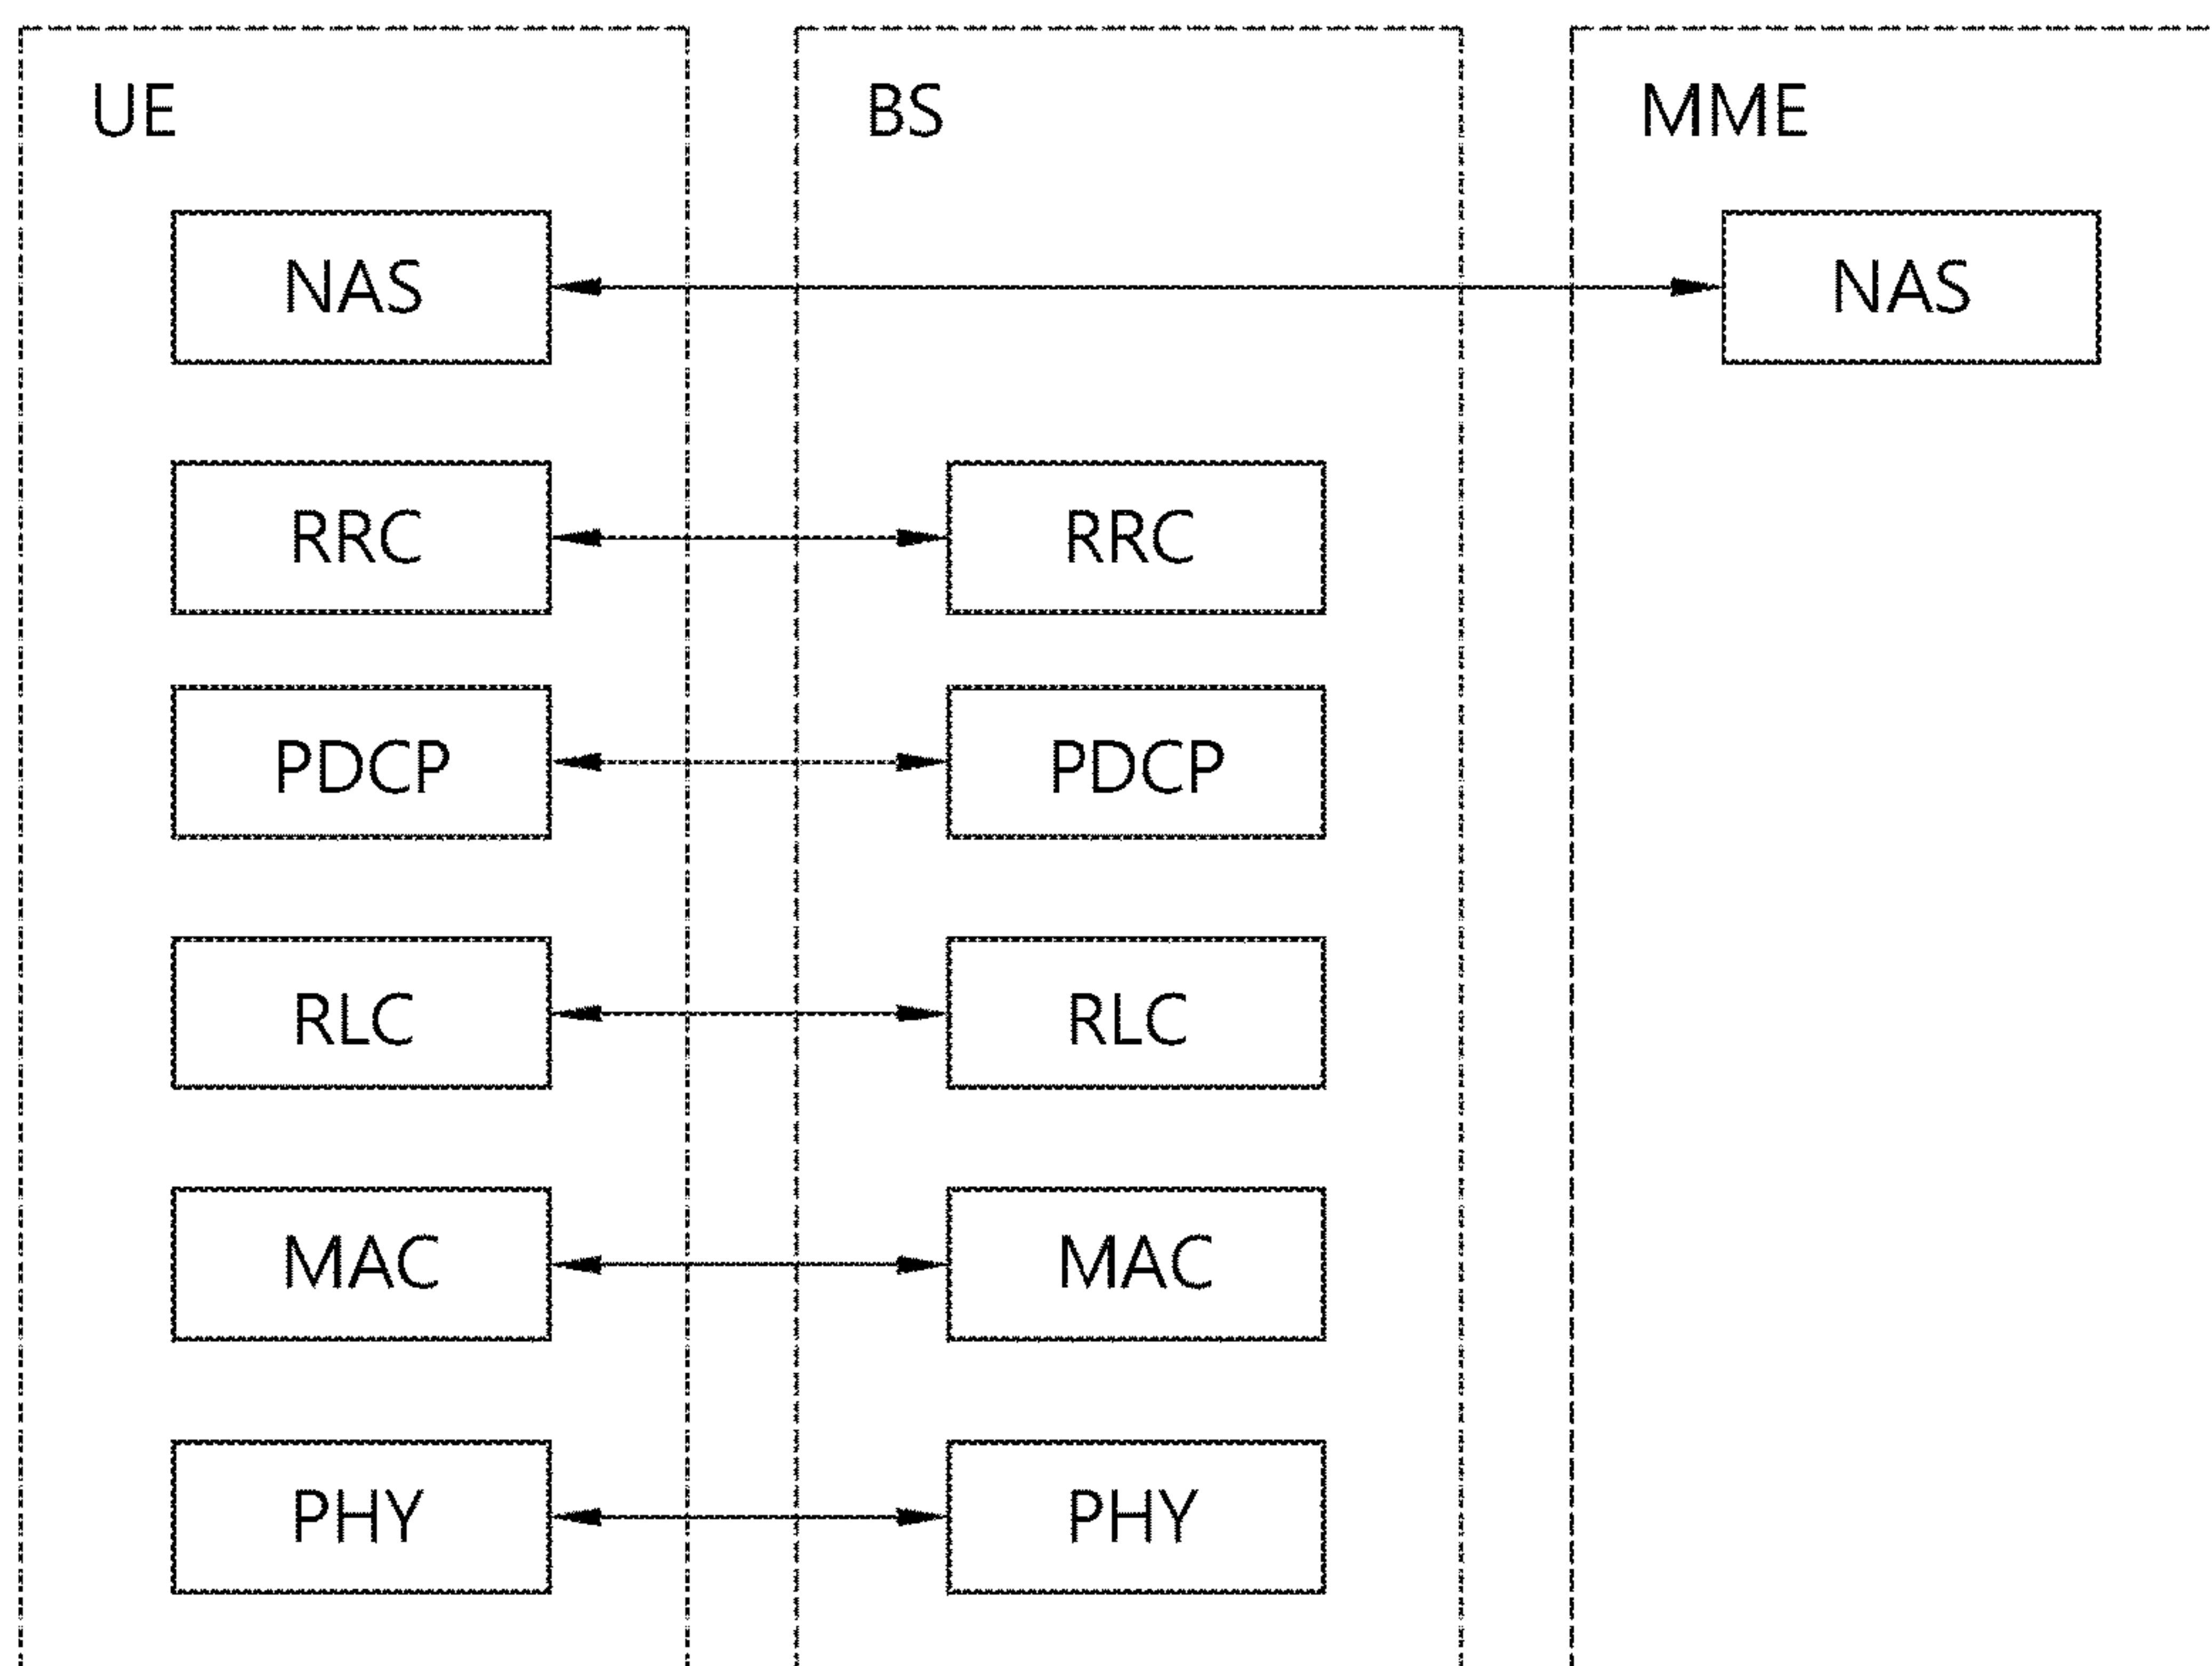 UE
BS
MME
NAS
NAS
RRC
RRC
PDCP
PDCP
RLC
RLC
MAC
MAC
PHY
PHY